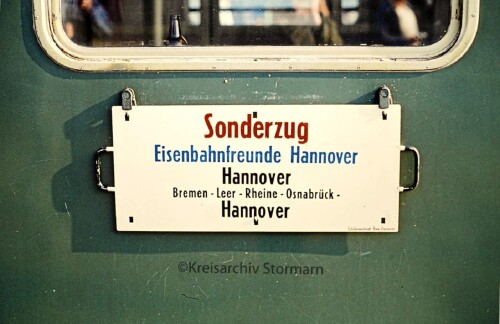 Sonderzug
Eisenbahnfreunde Hannover
Hannover
Bremen - Leer - Rheine - Osnabrück -
Hannover
©Kreisarchiv Stormarn